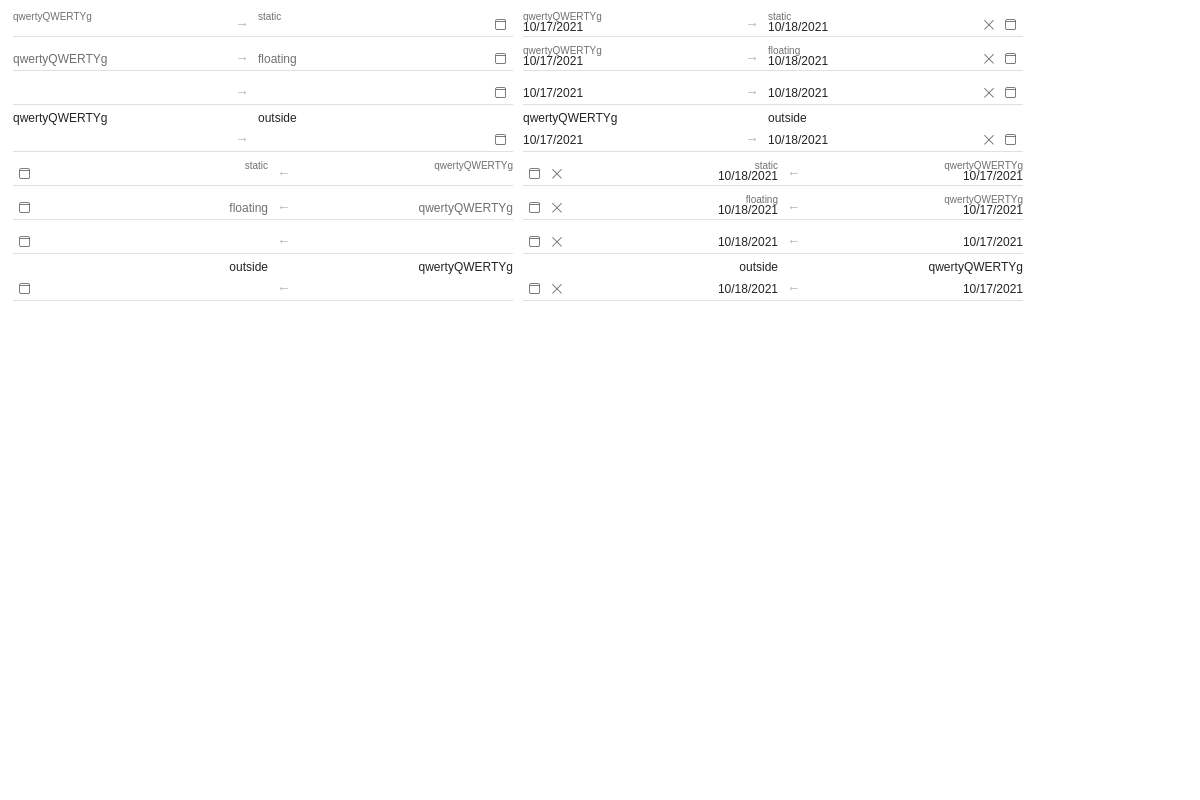 qwertyQWERTYg → static qwertyQWERTYg → static
10/17/2021 10/18/2021
qwertyQWERTYg → floating qwertyQWERTYg → floating
10/17/2021 10/18/2021
→ 10/17/2021 → 10/18/2021
qwertyQWERTYg outside qwertyQWERTYg outside
→ 10/17/2021 → 10/18/2021
static ← qwertyQWERTYg static ← qwertyQWERTYg
10/18/2021 10/17/2021
floating ← qwertyQWERTYg floating ← qwertyQWERTYg
10/18/2021 10/17/2021
← 10/18/2021 ← 10/17/2021
outside qwertyQWERTYg outside qwertyQWERTYg
← 10/18/2021 ← 10/17/2021